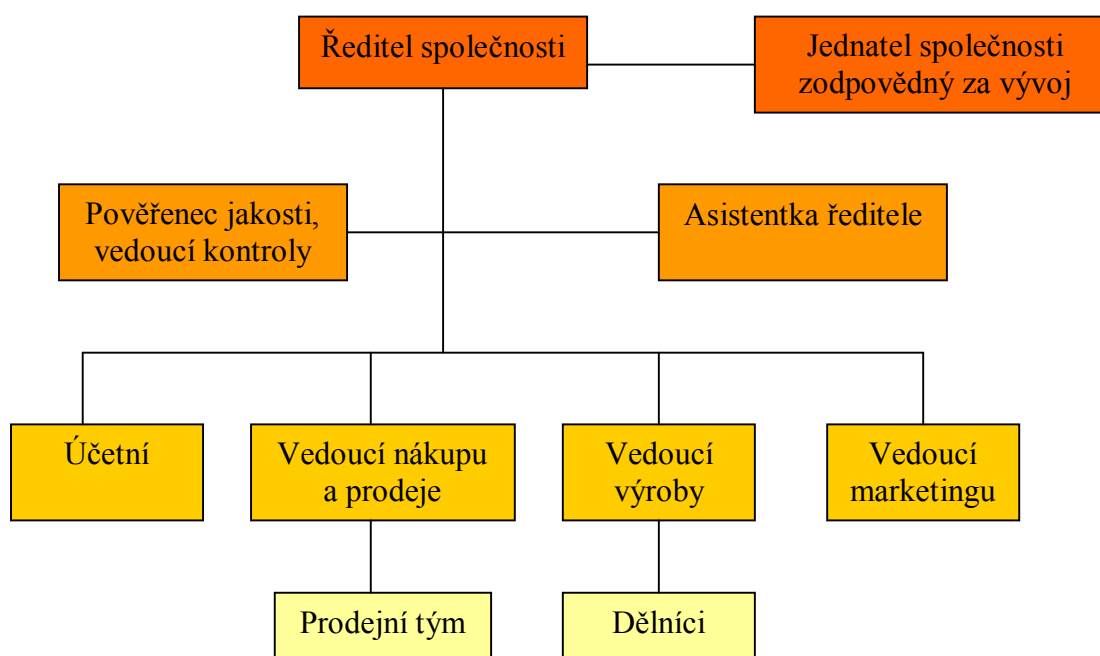 Ředitel společnosti
Jednatel společnosti
zodpovědný za vývoj
Pověřenec jakosti,
vedoucí kontroly
Asistentka ředitele
Účetní
Vedoucí nákupu
a prodeje
Vedoucí
výroby
Vedoucí
marketingu
Prodejní tým
Dělníci